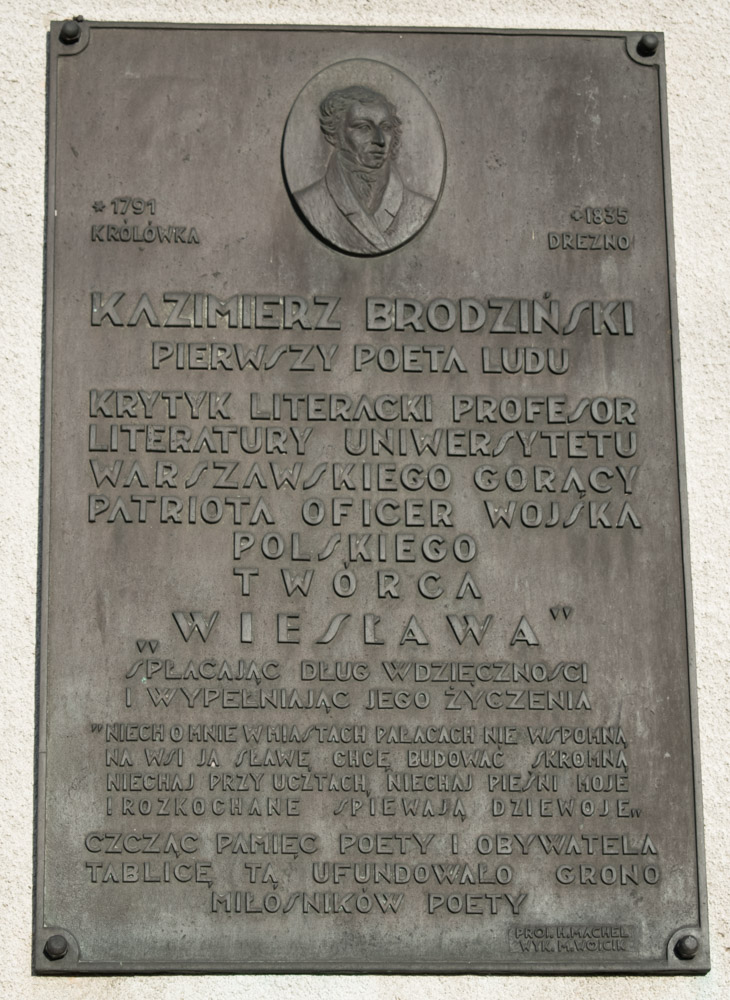 *1791
KRÓLÓWKA
+1835
DREZNO
KAZIMIERZ BRODZIŃSKI
PIERWSZY POETA LUDU
KRYTYK LITERACKI PROFESOR
LITERATURY UNIWERSYTETU
WARSZAWSKIEGO GORĄCY
PATRIOTA OFICER WOJSKA
POLSKIEGO
TWÓRCA
„WIESŁAWA”
SPŁACAJĄC DŁUG WDZIĘCZNOŚCI
I WYPEŁNIAJĄC JEGO ŻYCZENIA
"NIECH O MNIE W MIASTACH PAŁACACH NIE WSPOMNĄ
NA WSI JA SŁAWĘ CHCĘ BUDOWAĆ SKROMNĄ
NIECHAJ PRZY UCZTACH, NIECHAJ PIEŚNI MOJE
I ROZKOCHANE ŚPIEWAJĄ DZIEWOJE„
CZCZĄC PAMIĘĆ POETY I OBYWATELA
TABLICĘ TĄ UFUNDOWAŁO GRONO
MIŁOŚNIKÓW POETY
PROJ. H. MACHEL
WYK. M. WÓJCIK